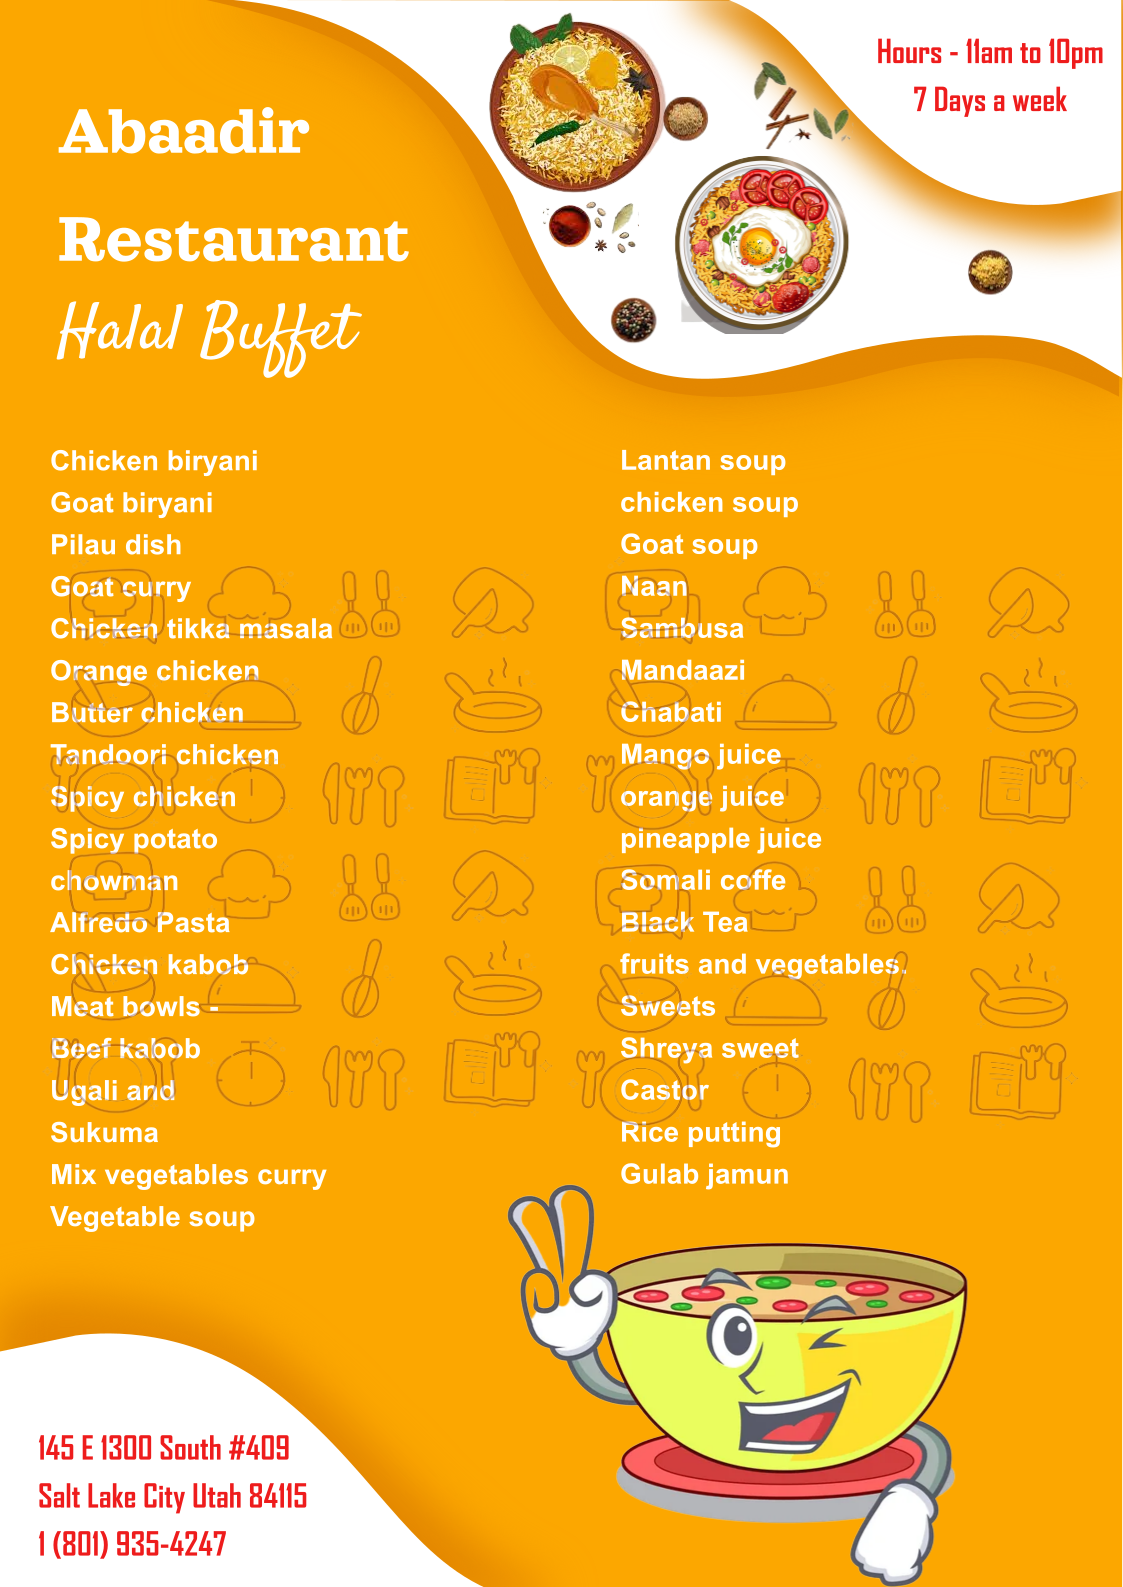 Hours - 11am to 10pm
7 Days a week
Abaadir
Restaurant
Halal Buffet
Chicken biryani
Goat biryani
Pilau dish
Goat curry
Chicken tikka masala
Orange chicken
Butter chicken
Tandoori chicken
Spicy chicken
Spicy potato
chowman
Alfredo Pasta
Chicken kabob
Meat bowls -
Beef kabob
Ugali and
Sukuma
Mix vegetables curry
Vegetable soup
Lantan soup
chicken soup
Goat soup
Naan
Sambusa
Mandaazi
Chabati
Mango juice
orange juice
pineapple juice
Somali coffe
Black Tea
fruits and vegetables.
Sweets
Shreya sweet
Castor
Rice putting
Gulab jamun
145 E 1300 South #409
Salt Lake City Utah 84115
1 (801) 935-4247